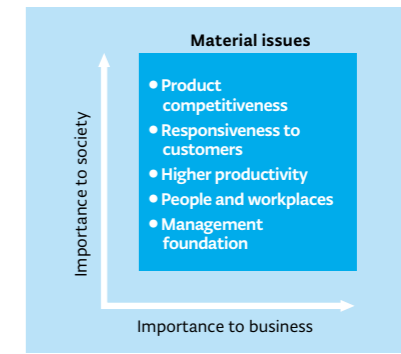 Material issues
● Product
competitiveness
● Responsiveness to
customers
● Higher productivity
● People and workplaces
● Management
foundation
Importance to society
Importance to business